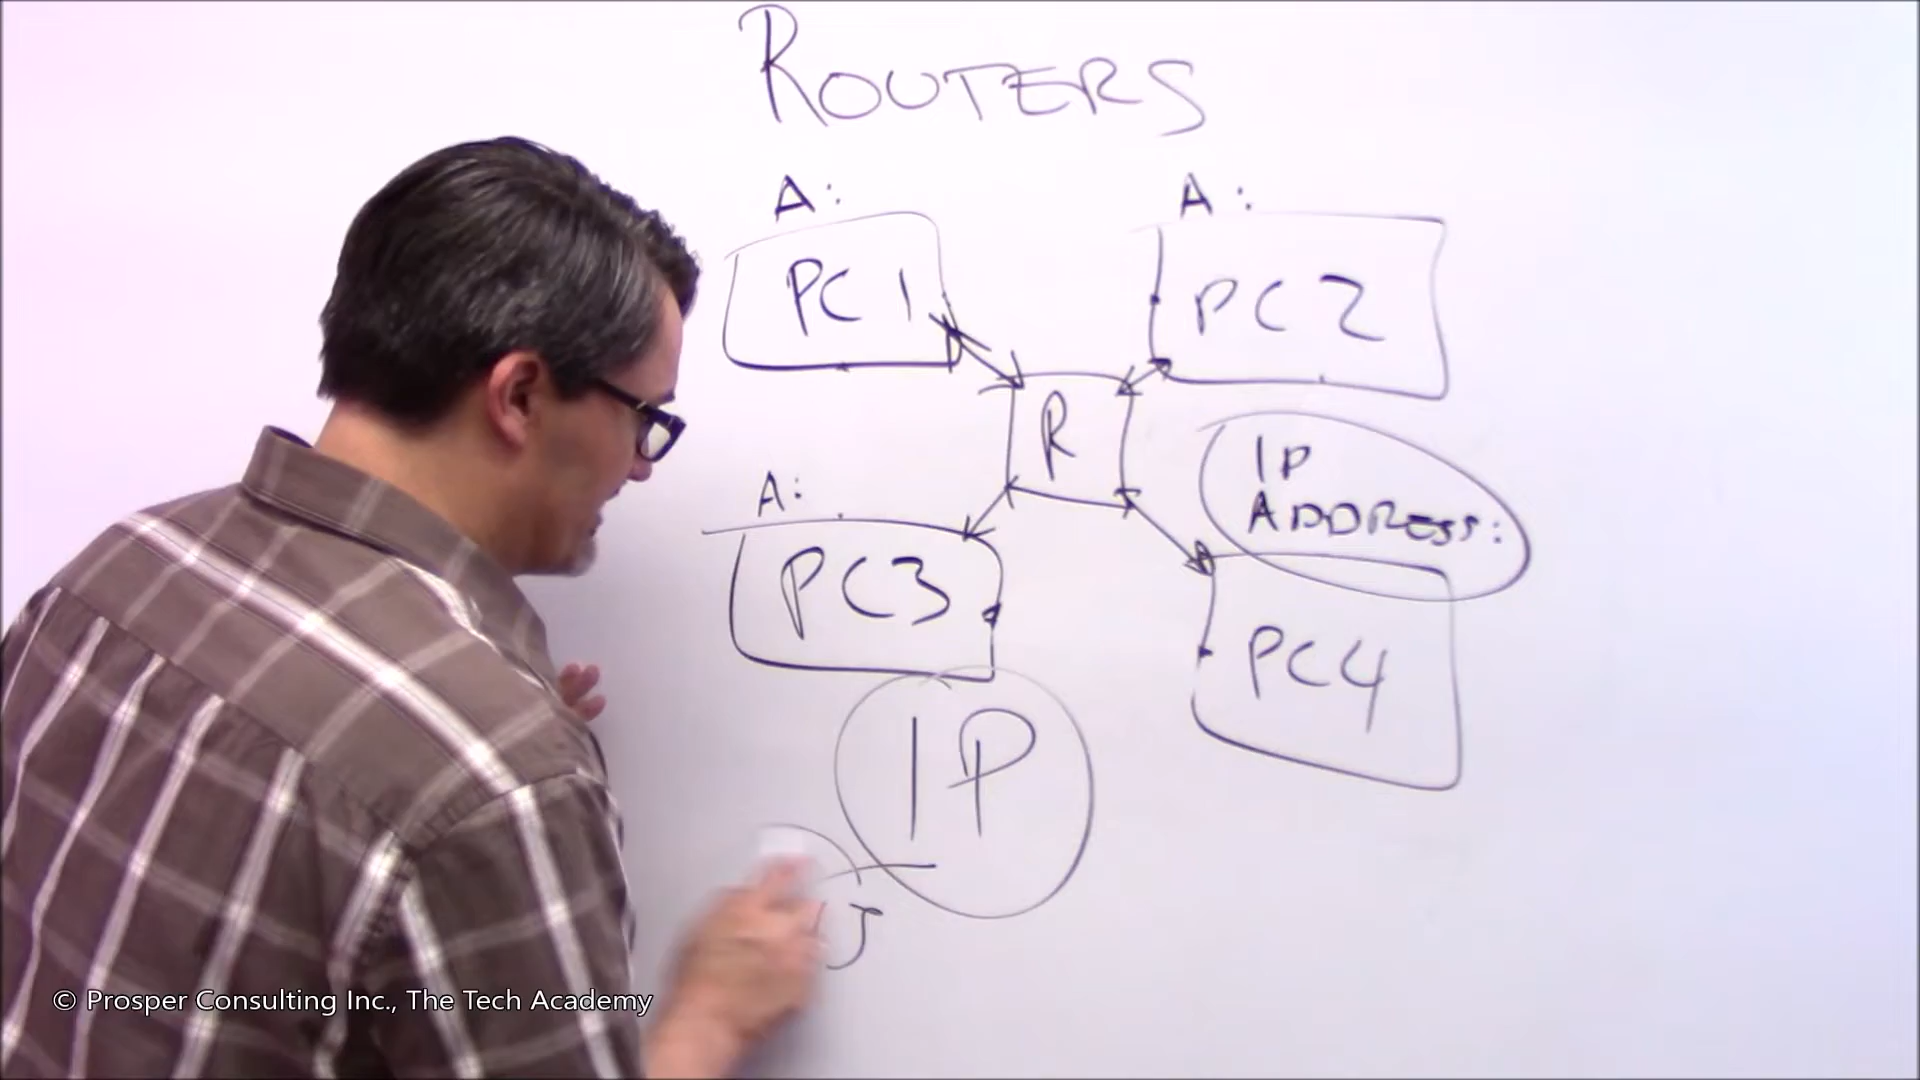 ROUTERS
A: A:
PC1 PC2
R
IP
ADDRESS:
A:
PC3
PC4
IP
© Prosper Consulting Inc., The Tech Academy